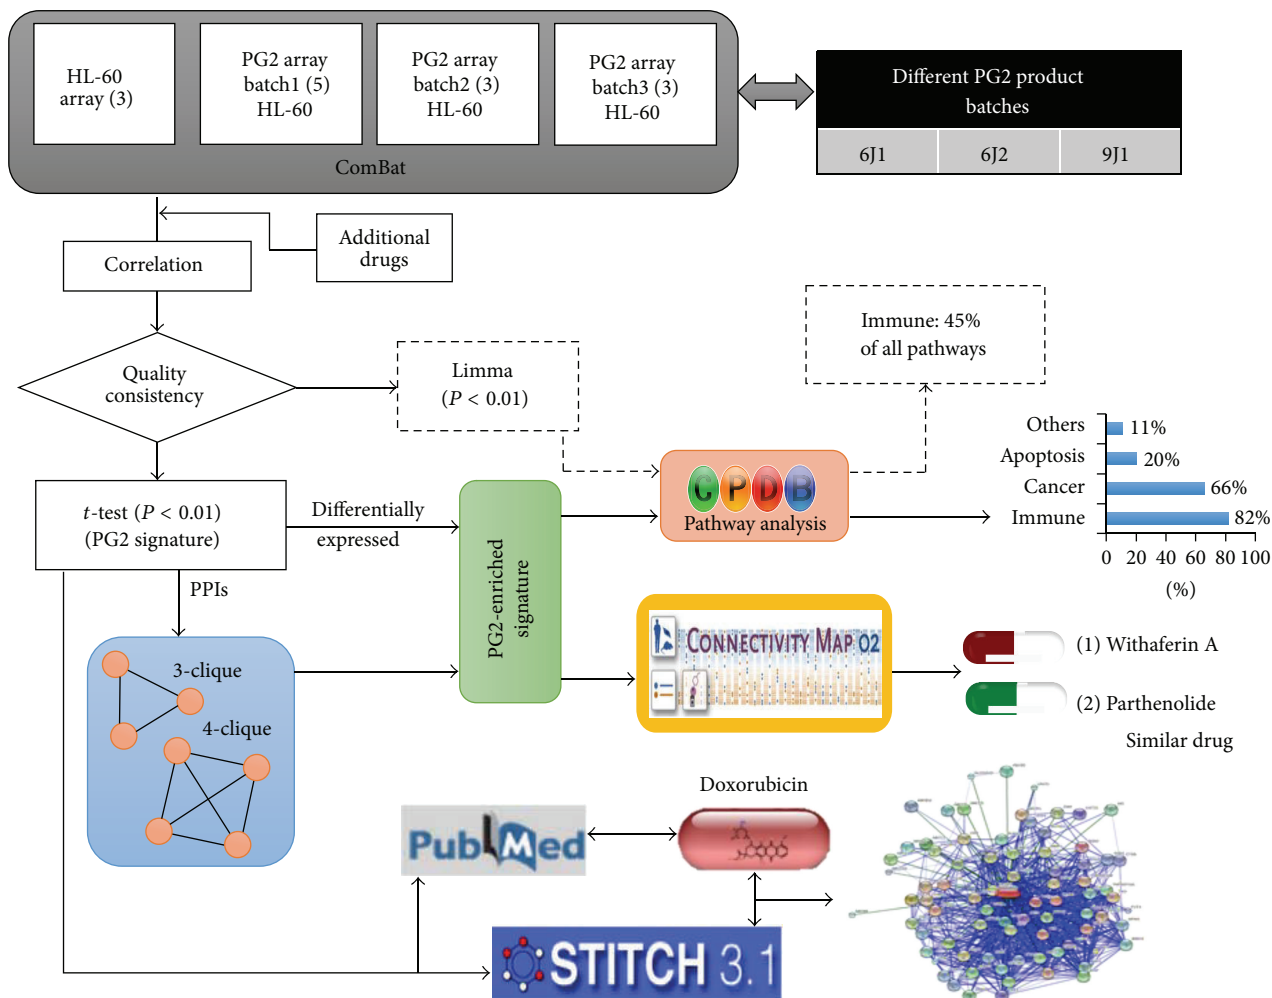 HL-60
array (3)
PG2 array
batch1 (5)
HL-60
PG2 array
batch2 (3)
HL-60
PG2 array
batch3 (3)
HL-60
ComBat
Different PG2 product
batches
6J1
6J2
9J1
Additional
drugs
Correlation
Quality
consistency
Limma
(P < 0.01)
Immune: 45%
of all pathways
t-test (P < 0.01)
(PG2 signature)
Differentially
expressed
PPIs
PG2-enriched
signature
CPDB
Pathway analysis
Others
11%
Apoptosis
20%
Cancer
66%
Immune
82%
0 20 40 60 80 100
(%)
3-clique
4-clique
CONNECTIVITY MAP 02
(1) Withaferin A
(2) Parthenolide
Similar drug
Doxorubicin
PubMed
STITCH 3.1